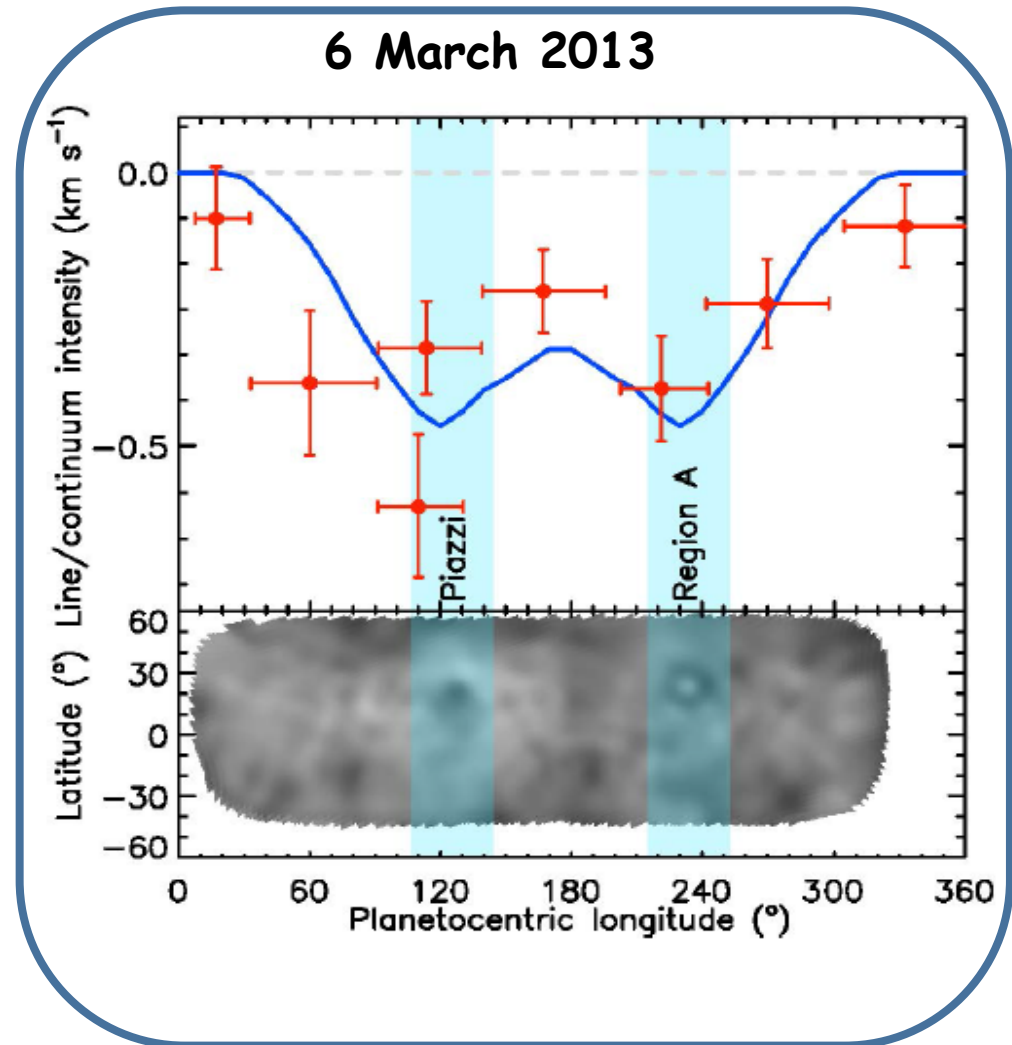 6 March 2013
Line/continuum intensity (km s⁻¹)
0.0
−0.5
Piazzi
Region A
Latitude (°)
60
30
0
−30
−60
0 60 120 180 240 300 360
Planetocentric longitude (°)